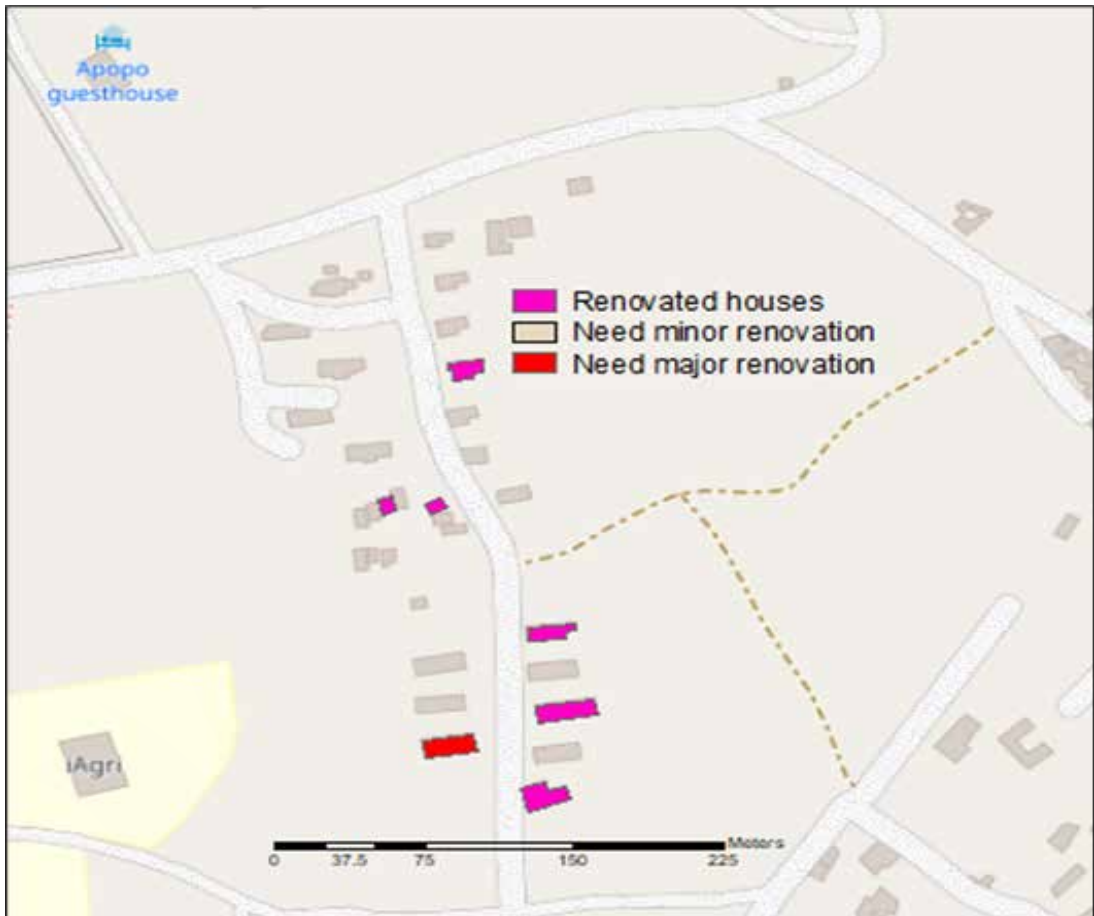 Apopo
guesthouse
Renovated houses
Need minor renovation
Need major renovation
iAgri
Meters
0 37.5 75 150 225